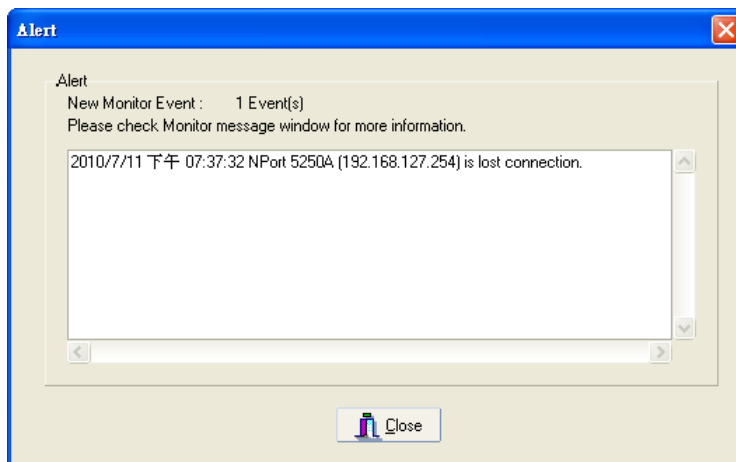 Alert
Alert
New Monitor Event : 1 Event(s)
Please check Monitor message window for more information.
2010/7/11 下午 07:37:32 NPort 5250A (192.168.127.254) is lost connection.
Close